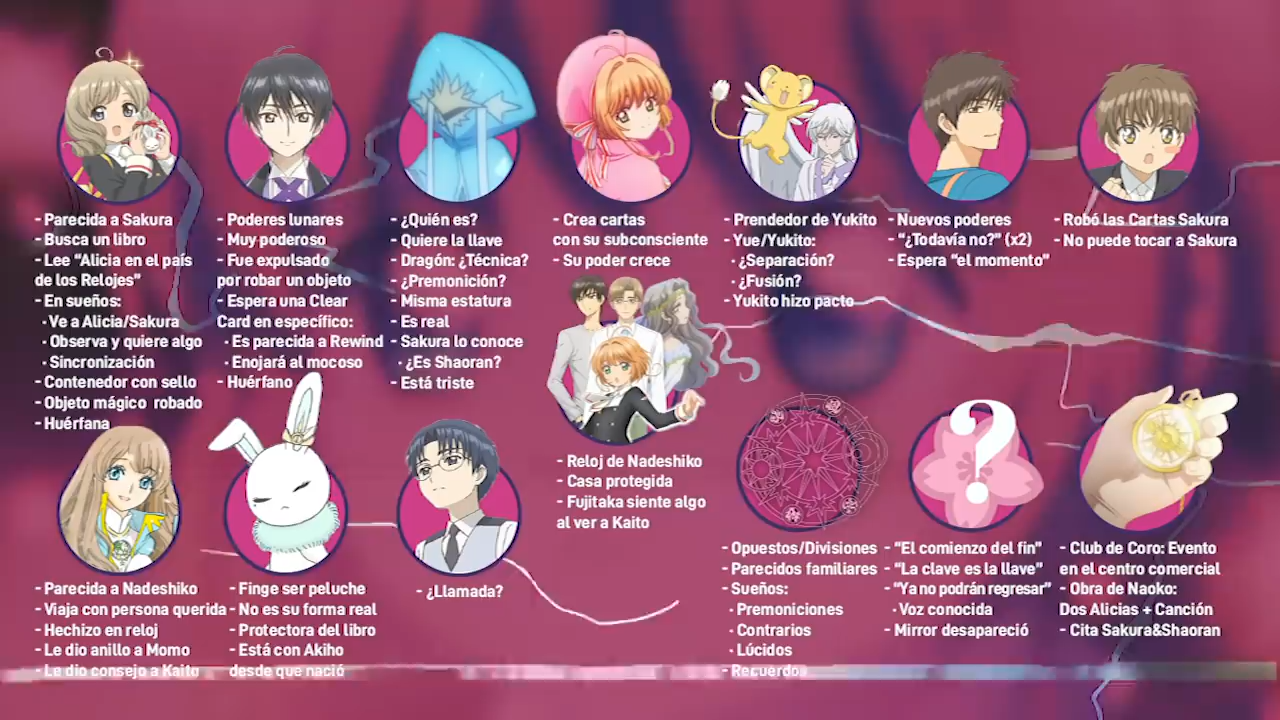 - Parecida a Sakura
- Busca un libro
- Lee “Alicia en el país
de los Relojes”
- En sueños:
· Ve a Alicia/Sakura
· Observa y quiere algo
· Sincronización
- Contenedor con sello
- Objeto mágico robado
- Huérfana
- Poderes lunares
- Muy poderoso
- Fue expulsado
por robar un objeto
- Espera una Clear
Card en específico:
· Es parecida a Rewind
· Enojará al mocoso
- Huérfano
- ¿Quién es?
- Quiere la llave
- Dragón: ¿Técnica?
- ¿Premonición?
- Misma estatura
- Es real
- Sakura lo conoce
· ¿Es Shaoran?
- Está triste
- Crea cartas
con su subconsciente
- Su poder crece
- Prendedor de Yukito
- Yue/Yukito:
· ¿Separación?
· ¿Fusión?
- Yukito hizo pacto
- Nuevos poderes
- “¿Todavía no?” (x2)
- Espera “el momento”
- Robó las Cartas Sakura
- No puede tocar a Sakura
- Parecida a Nadeshiko
- Viaja con persona querida
- Hechizo en reloj
- Le dio anillo a Momo
- Le dio consejo a Kaito
- Finge ser peluche
- No es su forma real
- Protectora del libro
- Está con Akiho
desde que nació
- ¿Llamada?
- Reloj de Nadeshiko
- Casa protegida
- Fujitaka siente algo
al ver a Kaito
- Opuestos/Divisiones
- Parecidos familiares
- Sueños:
· Premoniciones
· Contrarios
· Lúcidos
- Recuerdos
?
- “El comienzo del fin”
- “La clave es la llave”
- “Ya no podrán regresar”
· Voz conocida
- Mirror desapareció
- Club de Coro: Evento
en el centro comercial
- Obra de Naoko:
Dos Alicias + Canción
- Cita Sakura&Shaoran